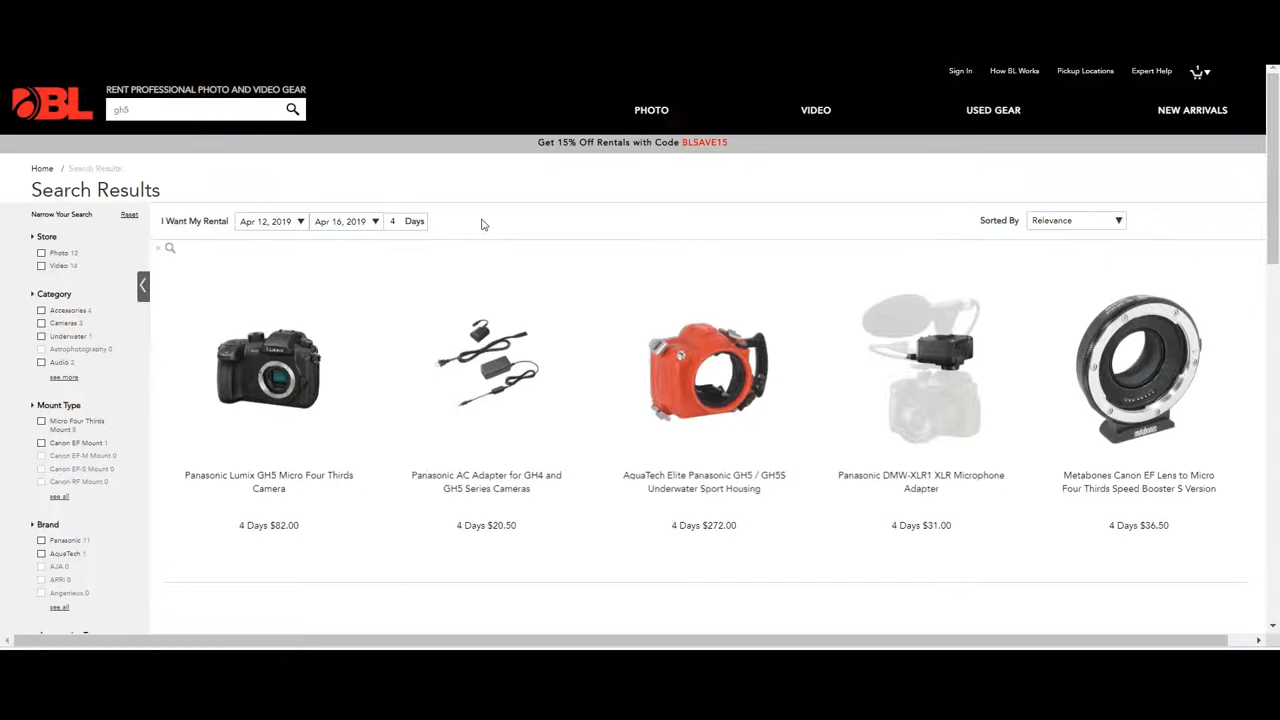 Sign In How BL Works Pickup Locations Expert Help 1
BL
RENT PROFESSIONAL PHOTO AND VIDEO GEAR
gh5
PHOTO VIDEO USED GEAR NEW ARRIVALS
Get 15% Off Rentals with Code BLSAVE15
Home / Search Results:
Search Results
Narrow Your Search Reset
I Want My Rental Apr 12, 2019 ▼ Apr 16, 2019 ▼ 4 Days
Sorted By Relevance ▼
Store
Photo 12
Video 14
Category
Accessories 4
Cameras 3
Underwater 1
Astrophotography 0
Audio 2
see more
Mount Type
Micro Four Thirds
Mount 8
Canon EF Mount 1
Canon EF-M Mount 0
Canon EF-S Mount 0
Canon RF Mount 0
see all
Brand
Panasonic 11
AquaTech 1
AJA 0
ARRI 0
Angenieux 0
see all
LUMIX
metabones
Panasonic Lumix GH5 Micro Four Thirds
Camera
4 Days $82.00
Panasonic AC Adapter for GH4 and
GH5 Series Cameras
4 Days $20.50
AquaTech Elite Panasonic GH5 / GH5S
Underwater Sport Housing
4 Days $272.00
Panasonic DMW-XLR1 XLR Microphone
Adapter
4 Days $31.00
Metabones Canon EF Lens to Micro
Four Thirds Speed Booster S Version
4 Days $36.50